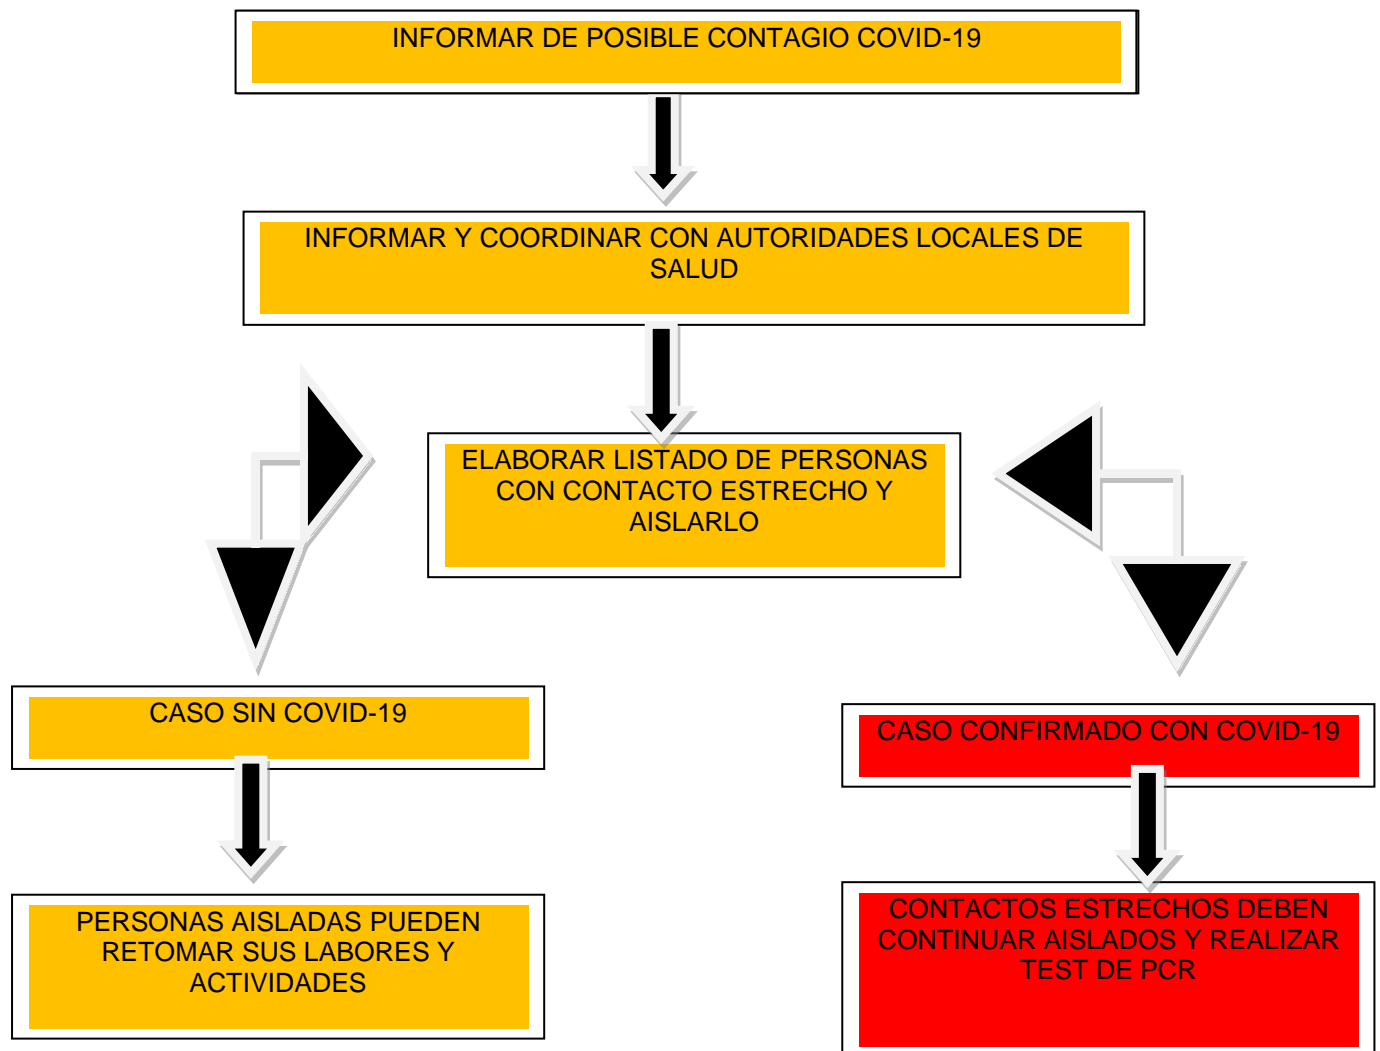 INFORMAR DE POSIBLE CONTAGIO COVID-19
INFORMAR Y COORDINAR CON AUTORIDADES LOCALES DE
SALUD
ELABORAR LISTADO DE PERSONAS
CON CONTACTO ESTRECHO Y
AISLARLO
CASO SIN COVID-19
CASO CONFIRMADO CON COVID-19
PERSONAS AISLADAS PUEDEN
RETOMAR SUS LABORES Y
ACTIVIDADES
CONTACTOS ESTRECHOS DEBEN
CONTINUAR AISLADOS Y REALIZAR
TEST DE PCR